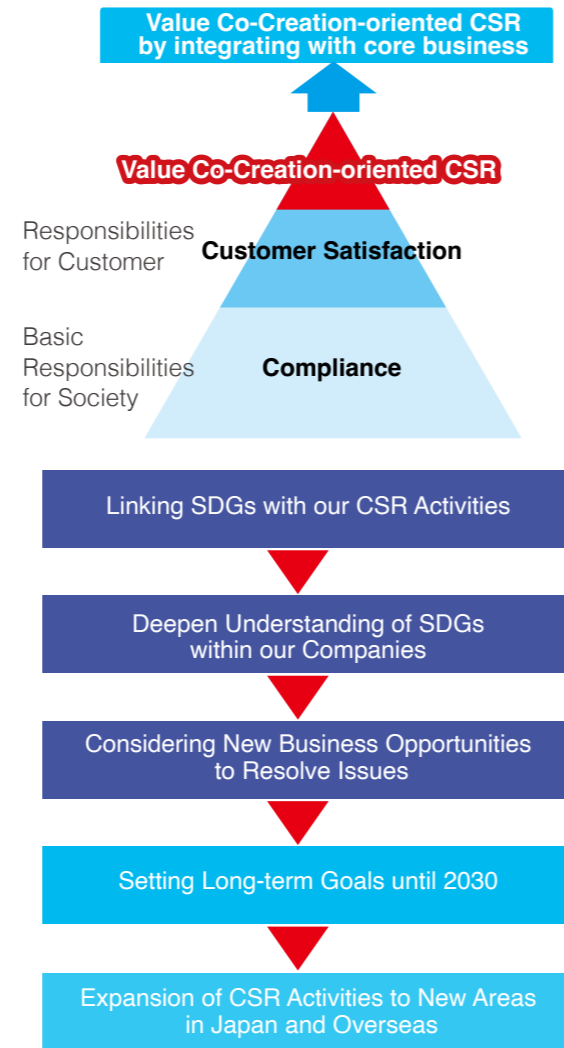 Value Co-Creation-oriented CSR
by integrating with core business
Value Co-Creation-oriented CSR
Responsibilities
for Customer
Customer Satisfaction
Basic
Responsibilities
for Society
Compliance
Linking SDGs with our CSR Activities
Deepen Understanding of SDGs
within our Companies
Considering New Business Opportunities
to Resolve Issues
Setting Long-term Goals until 2030
Expansion of CSR Activities to New Areas
in Japan and Overseas